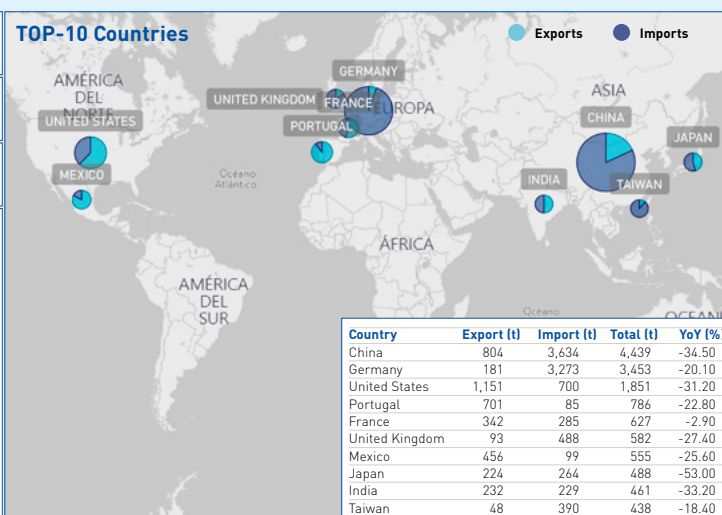 TOP-10 Countries
Exports
Imports
GERMANY
AMÉRICA
DEL
NORTE
UNITED KINGDOM
FRANCE
EUROPA
ASIA
UNITED STATES
PORTUGAL
CHINA
JAPAN
MEXICO
Océano
Atlántico
INDIA
TAIWAN
ÁFRICA
AMÉRICA
DEL
SUR
Océano
Country Export (t) Import (t) Total (t) YoY (%)
China 804 3,634 4,439 -34.50
Germany 181 3,273 3,453 -20.10
United States 1,151 700 1,851 -31.20
Portugal 701 85 786 -22.80
France 342 285 627 -2.90
United Kingdom 93 488 582 -27.40
Mexico 456 99 555 -25.60
Japan 224 264 488 -53.00
India 232 229 461 -33.20
Taiwan 48 390 438 -18.40